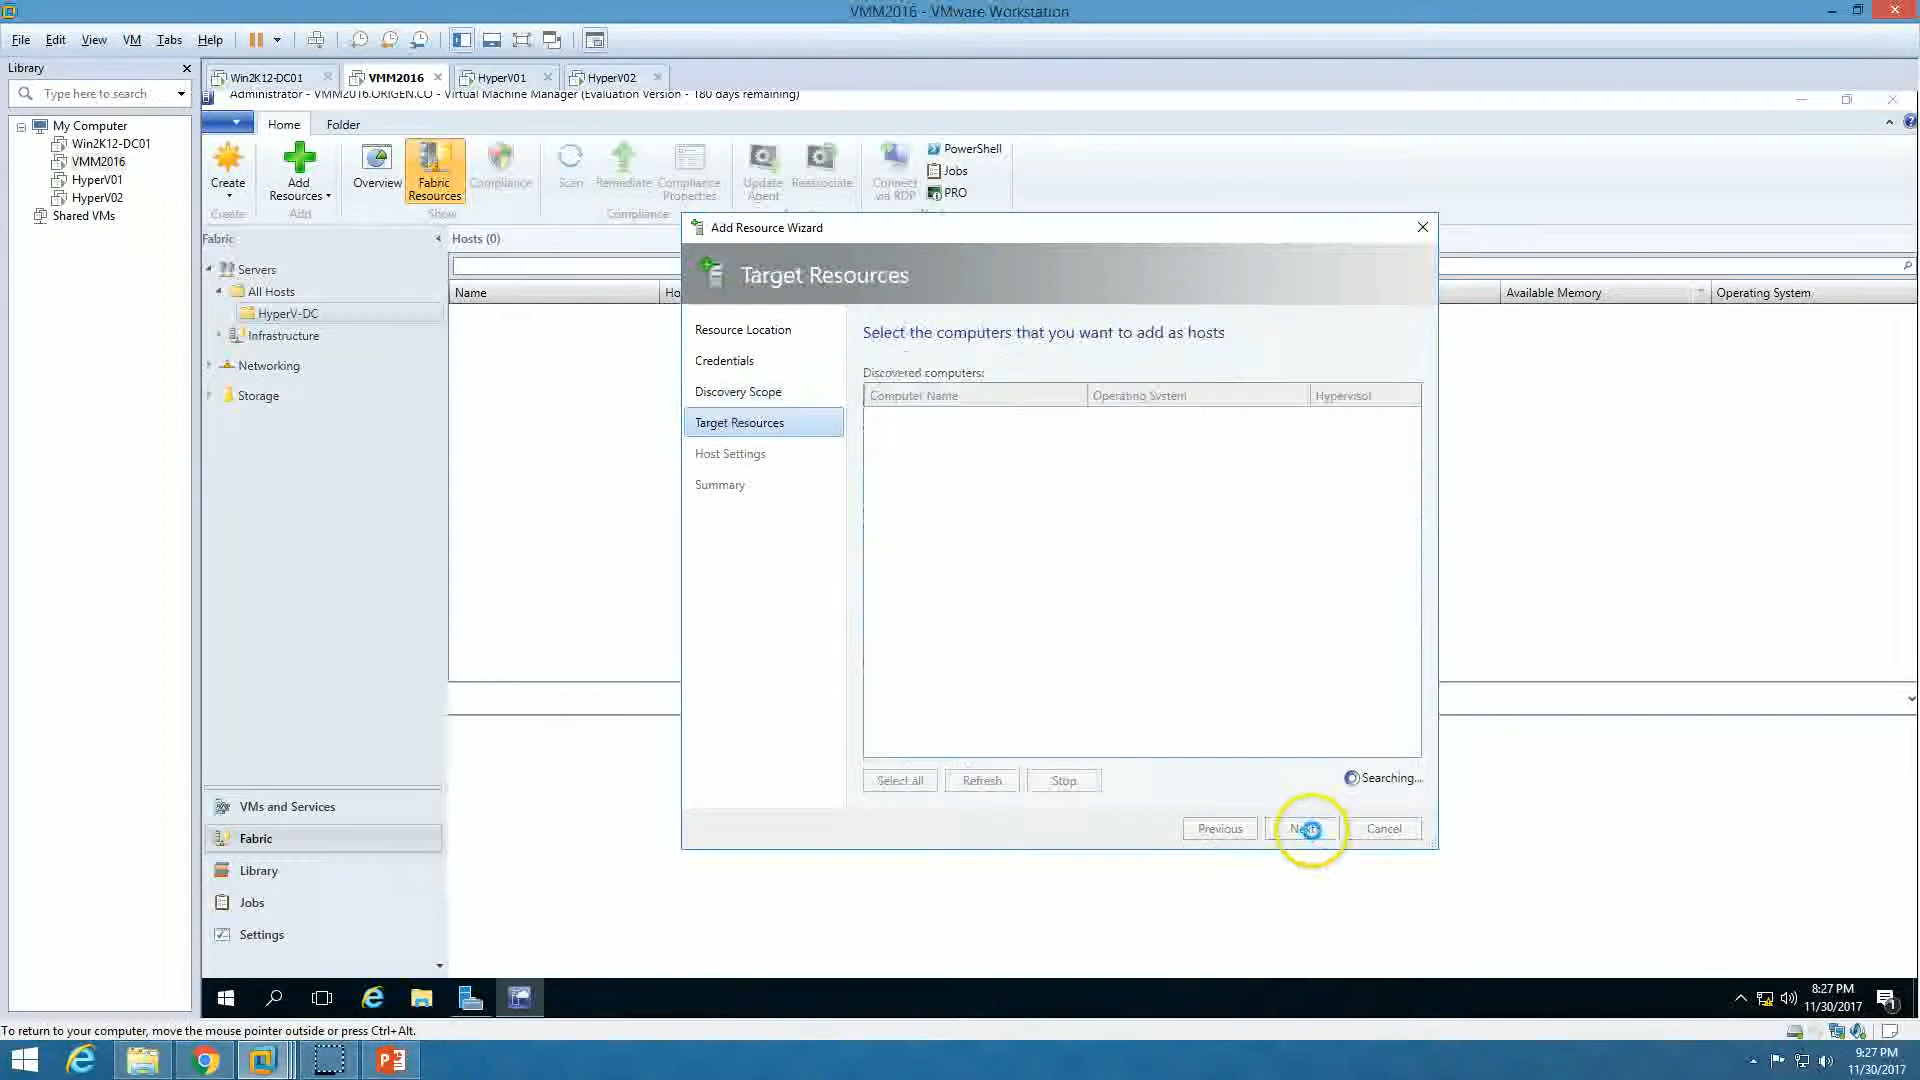 VMM2016 - VMware Workstation
File Edit View VM Tabs Help
Library
Type here to search
My Computer
Win2K12-DC01
VMM2016
HyperV01
HyperV02
Shared VMs
Win2K12-DC01 VMM2016 HyperV01 HyperV02
Administrator - VMM2016.ORIGEN.CO - Virtual Machine Manager (Evaluation Version - 180 days remaining)
Home Folder
Create
Create
Add Resources
Add
Overview
Fabric Resources
Compliance
Show
Scan
Remediate
Compliance Properties
Compliance
Update Agent
Reassociate
Connect via RDP
PowerShell
Jobs
PRO
Fabric
Servers
All Hosts
HyperV-DC
Infrastructure
Networking
Storage
VMs and Services
Fabric
Library
Jobs
Settings
Hosts (0)
Name Ho Available Memory Operating System
Add Resource Wizard
Target Resources
Resource Location
Credentials
Discovery Scope
Target Resources
Host Settings
Summary
Select the computers that you want to add as hosts
Discovered computers:
Computer Name Operating System Hypervisor
Select all Refresh Stop
Searching...
Previous Next Cancel
8:27 PM
11/30/2017
To return to your computer, move the mouse pointer outside or press Ctrl+Alt.
9:27 PM
11/30/2017